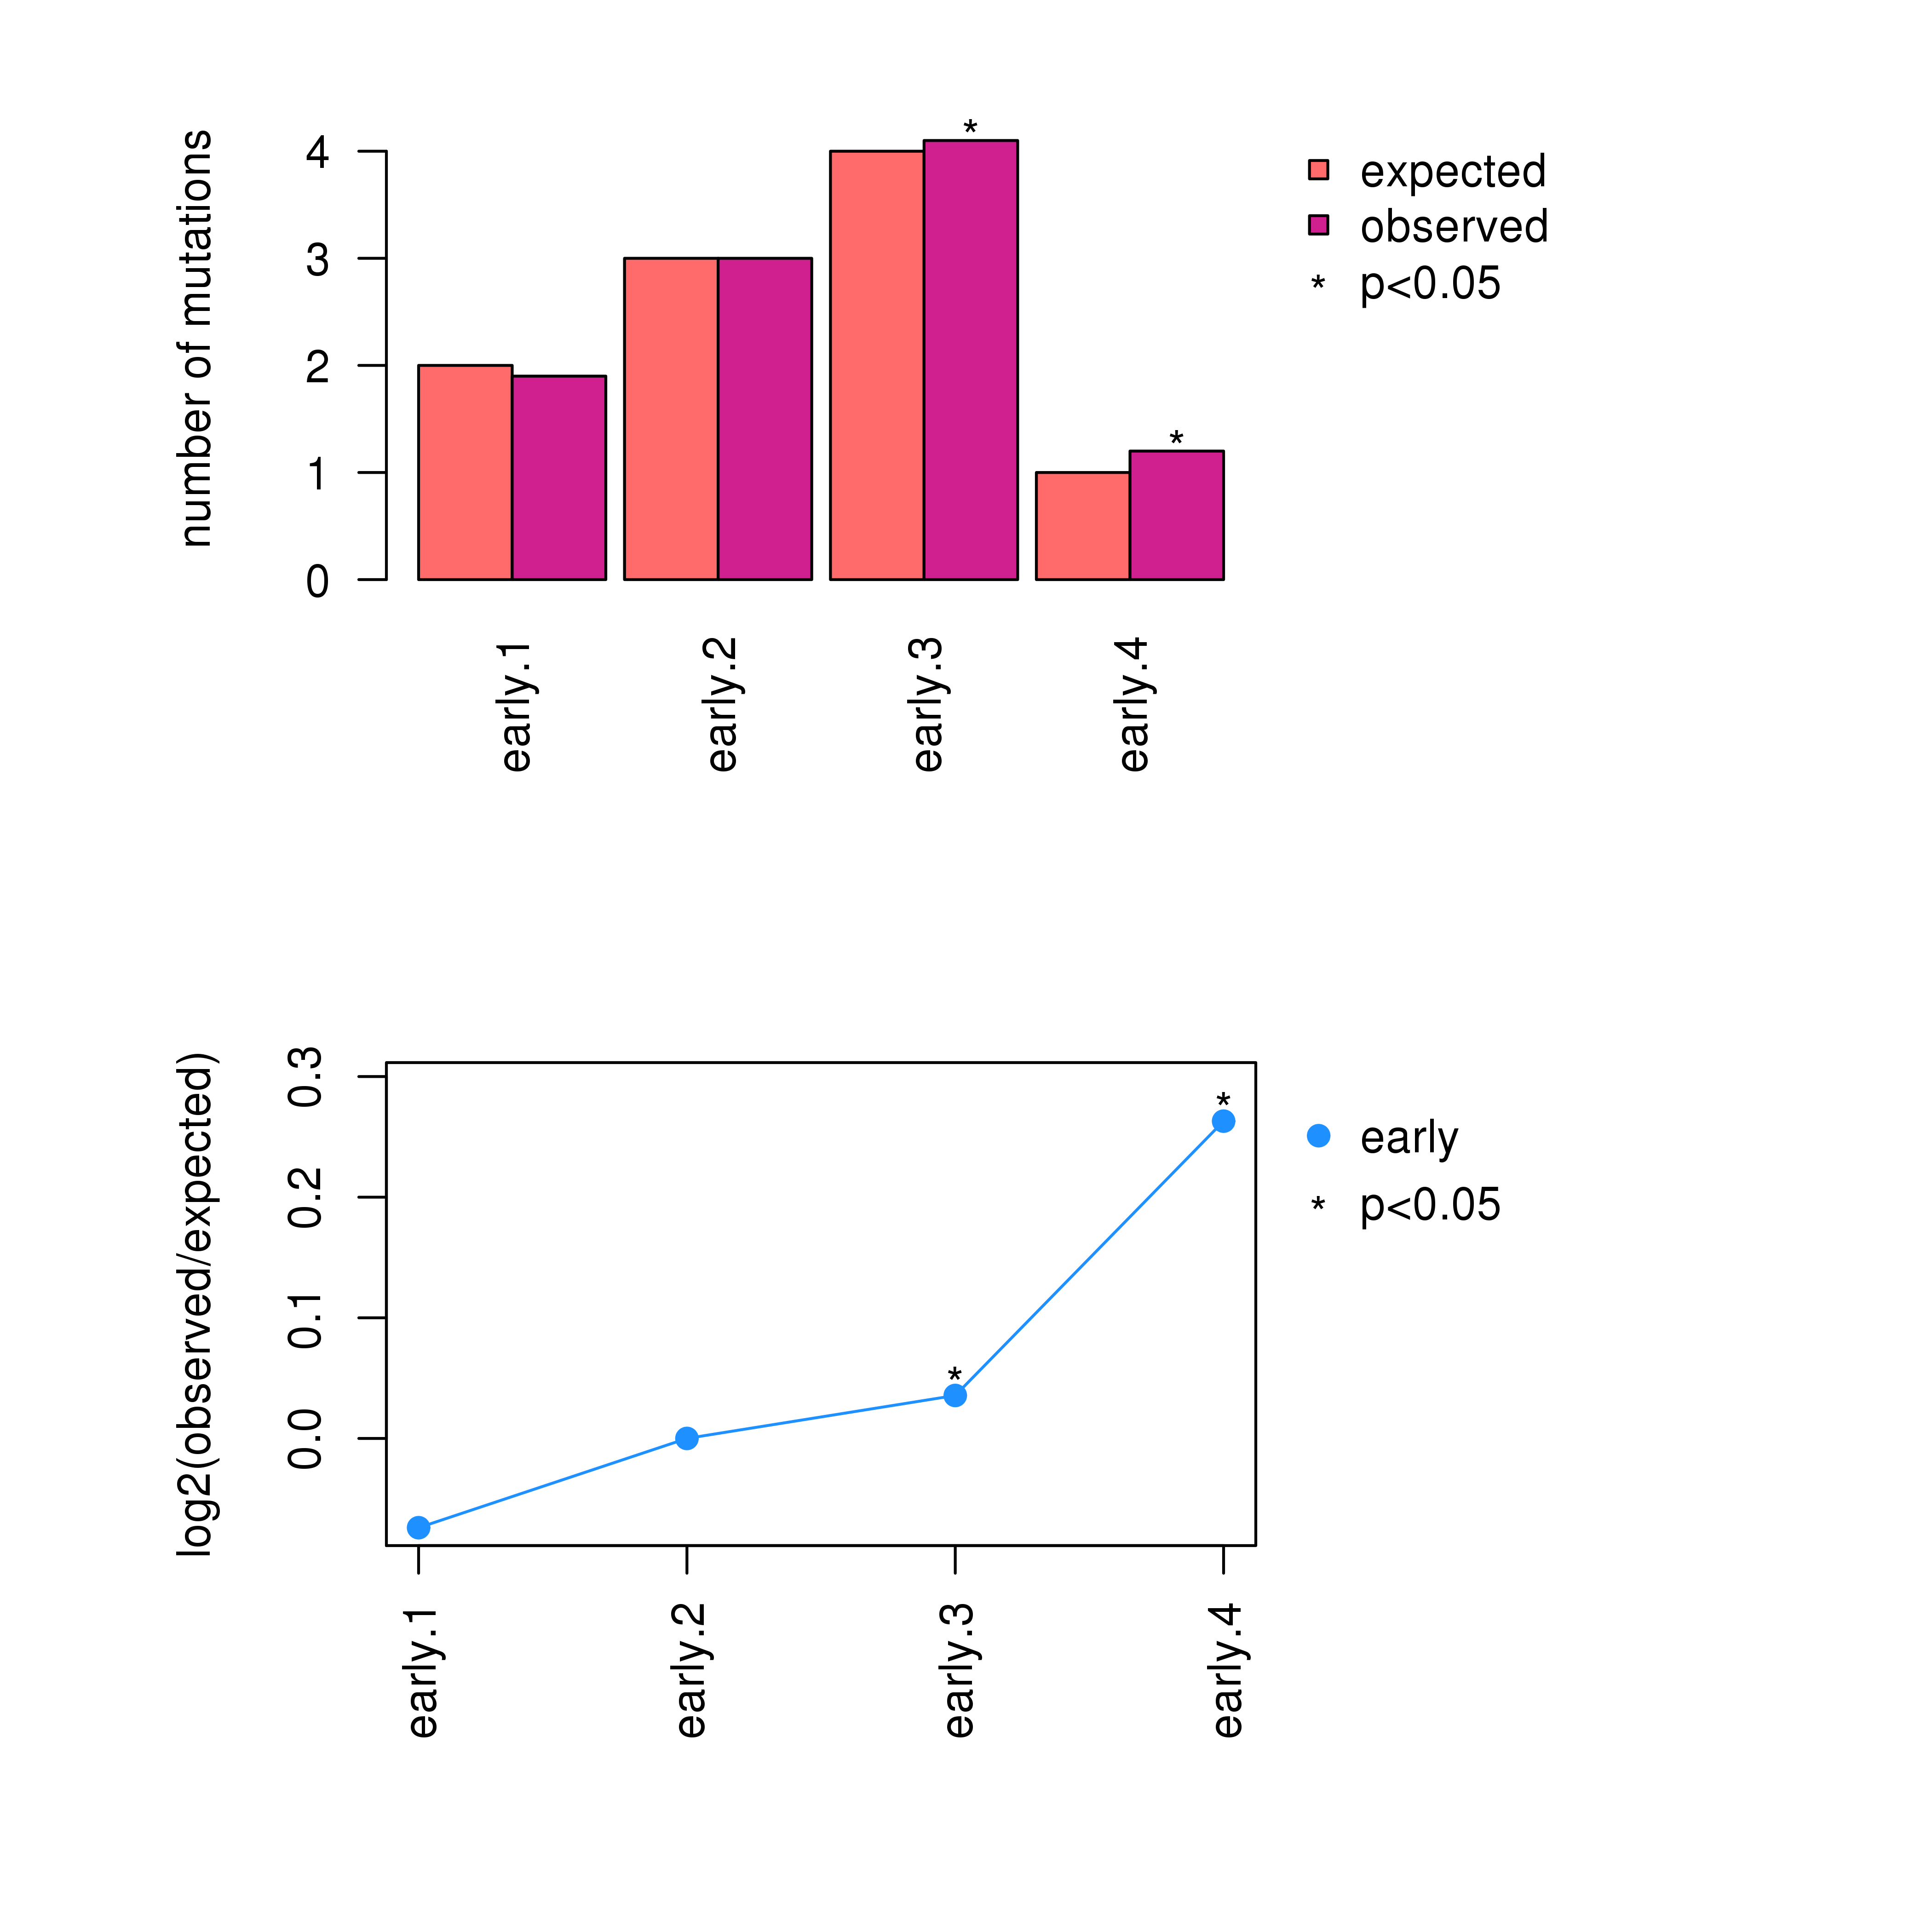 number of mutations
4
3
2
1
0
*
*
early.1
early.2
early.3
early.4
expected
observed
* p<0.05
log2(observed/expected)
0.3
0.2
0.1
0.0
*
*
early.1
early.2
early.3
early.4
early
* p<0.05